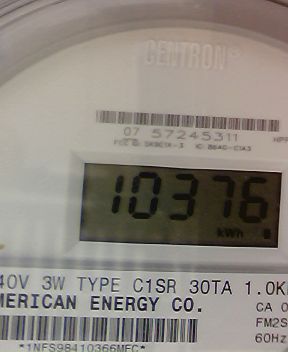 CENTRON®
07 57245311
10376
kWh
40V 3W TYPE C1SR 30TA 1.0K
MERICAN ENERGY CO.
CA 0
FM2S
60Hz
*1NFS98410366MFC*